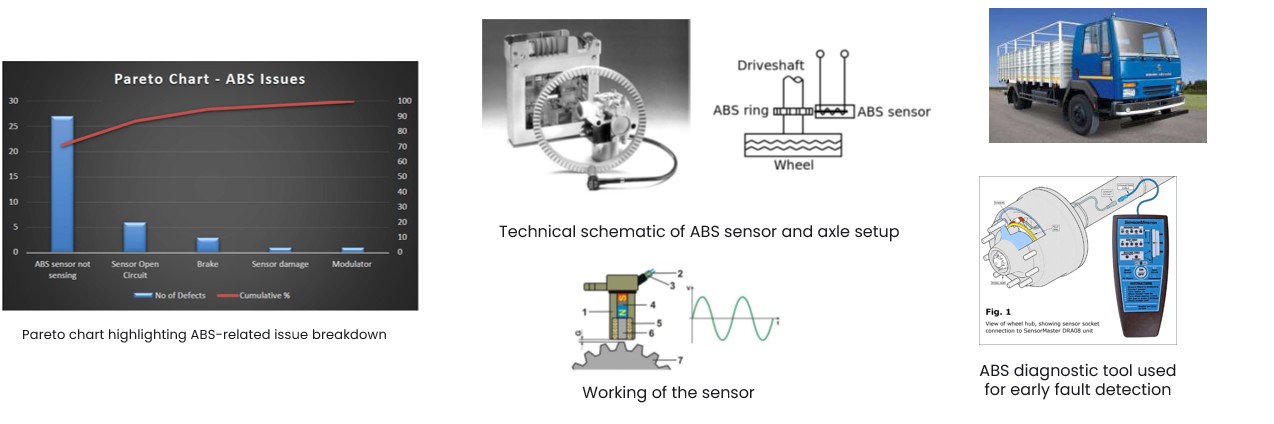 Pareto Chart - ABS Issues
30
25
20
15
10
5
0
100
90
80
70
60
50
40
30
20
10
0
ABS sensor not
sensing
Sensor Open
Circuit
Brake
Sensor damage
Modulator
No of Defects
Cumulative %
Pareto chart highlighting ABS-related issue breakdown
Driveshaft
ABS ring
ABS sensor
Wheel
Technical schematic of ABS sensor and axle setup
2
3
S
4
1
N
5
6
G
7
V
t
Working of the sensor
SensorMaster
Fig. 1
View of wheel hub, showing sensor socket
connection to SensorMaster DRA08 unit
ABS diagnostic tool used
for early fault detection